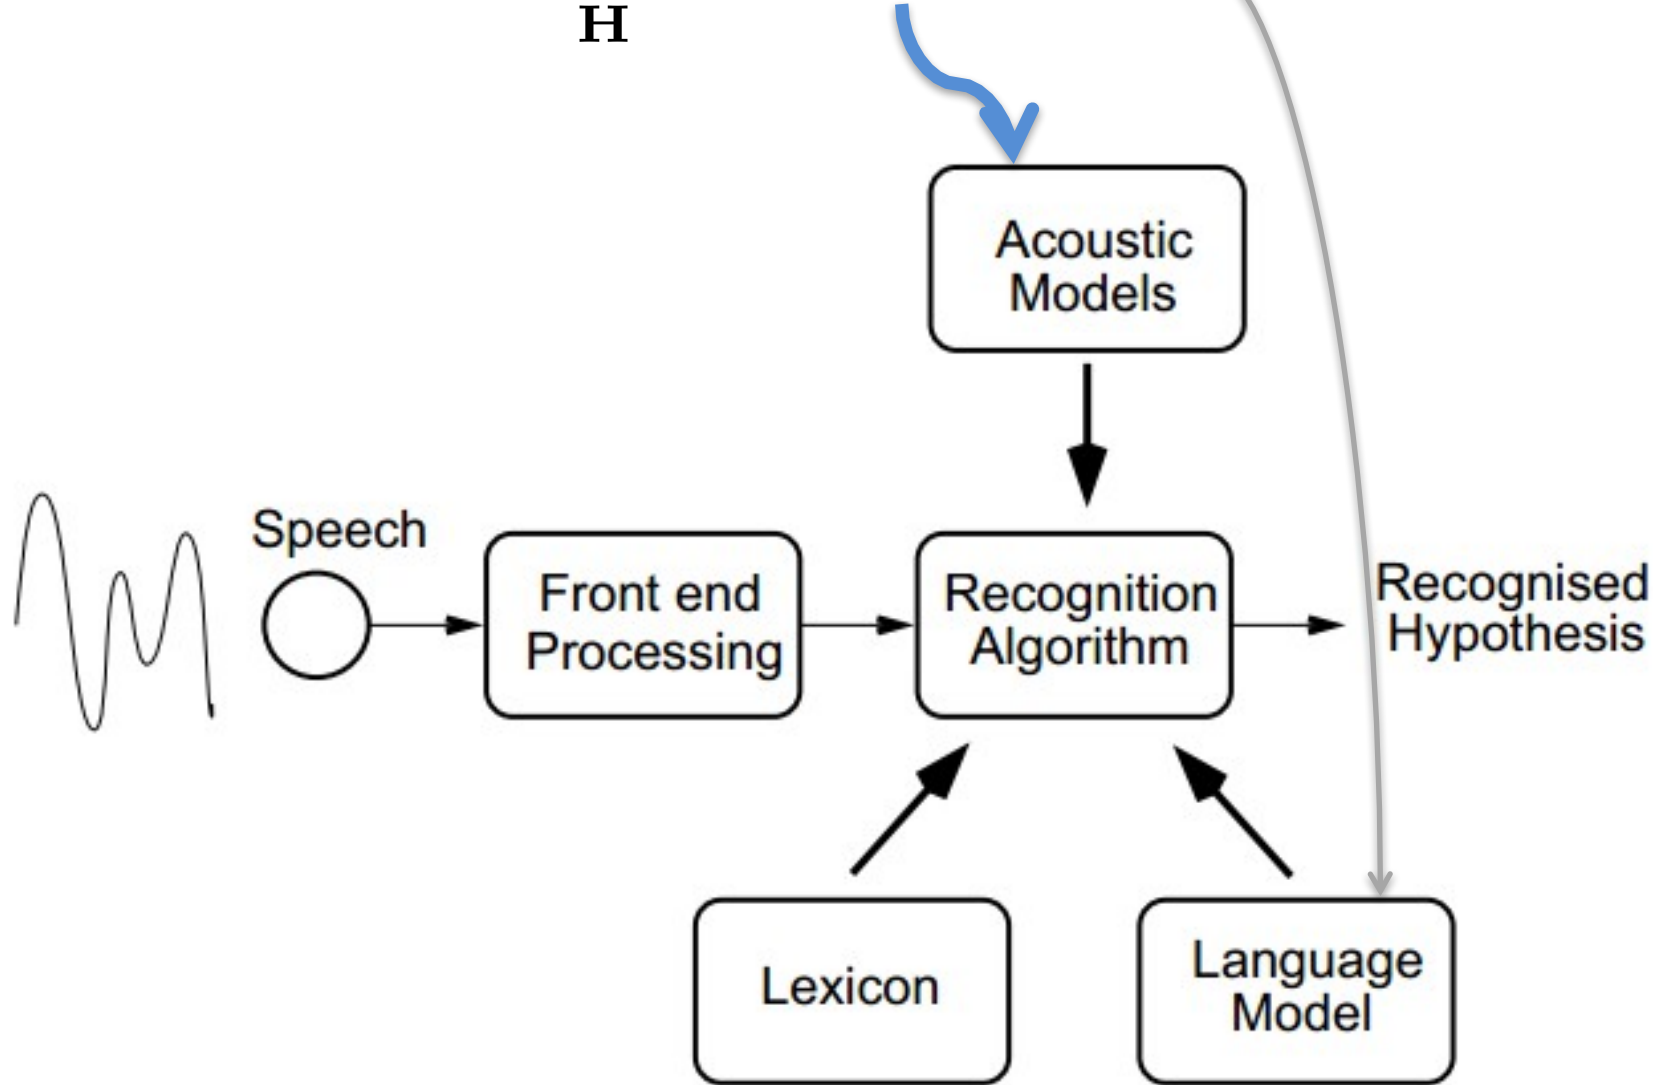 H
Acoustic
Models
Speech
Front end
Processing
Recognition
Algorithm
Recognised
Hypothesis
Lexicon
Language
Model